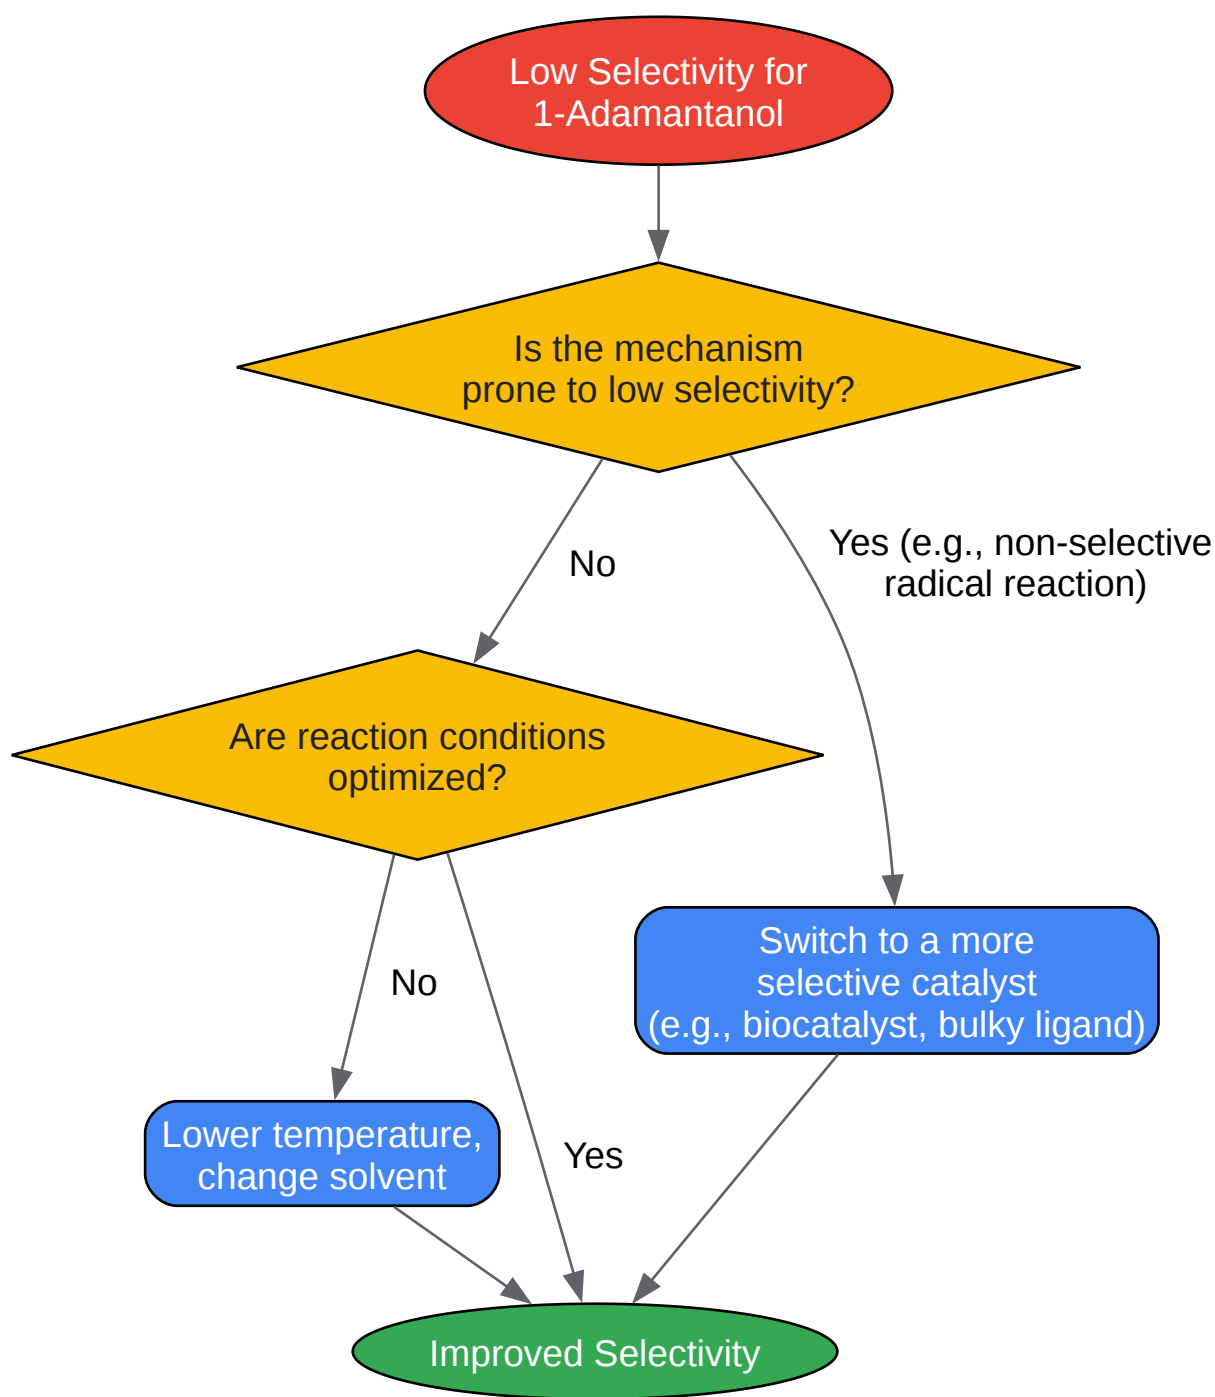 Low Selectivity for
1-Adamantanol
Is the mechanism
prone to low selectivity?
No
Yes (e.g., non-selective
radical reaction)
Are reaction conditions
optimized?
No
Switch to a more
selective catalyst
(e.g., biocatalyst, bulky ligand)
Lower temperature,
change solvent
Yes
Improved Selectivity